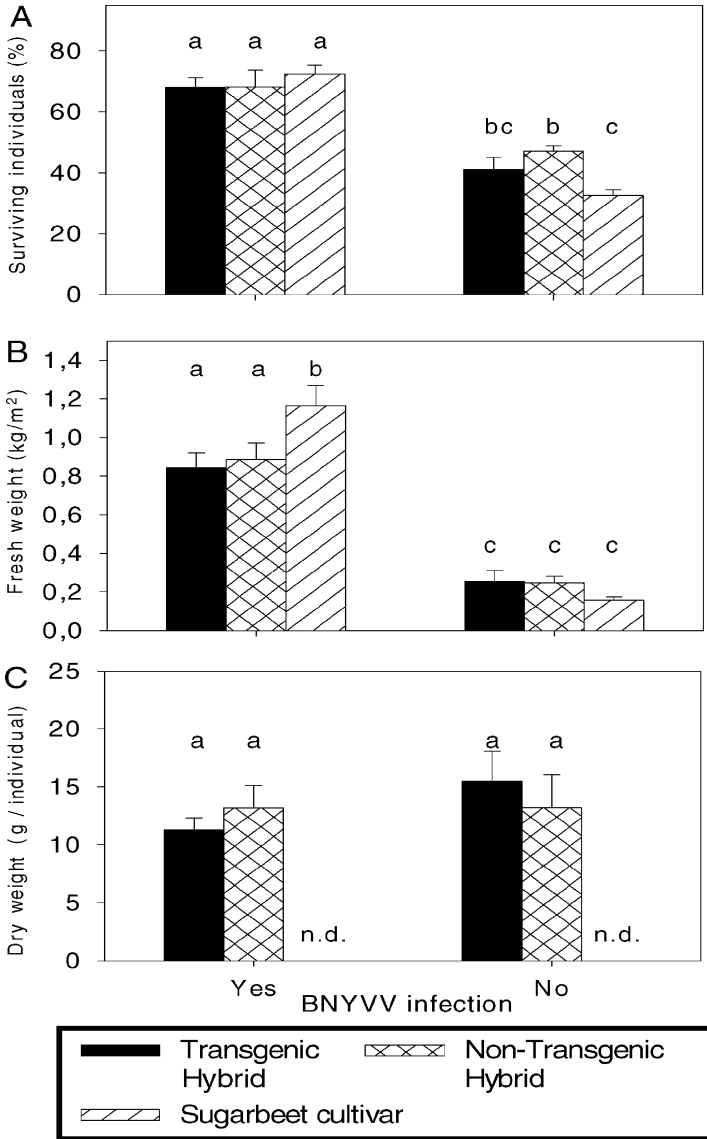 A
Surviving individuals (%)
80
60
40
20
0
a a a
bc b c
B
Fresh weight (kg/m²)
1,4
1,2
1,0
0,8
0,6
0,4
0,2
0,0
a a b
c c c
C
Dry weight (g / individual)
25
20
15
10
5
0
a a
n.d.
a a
n.d.
Yes No
BNYVV infection
Transgenic Hybrid
Non-Transgenic Hybrid
Sugarbeet cultivar